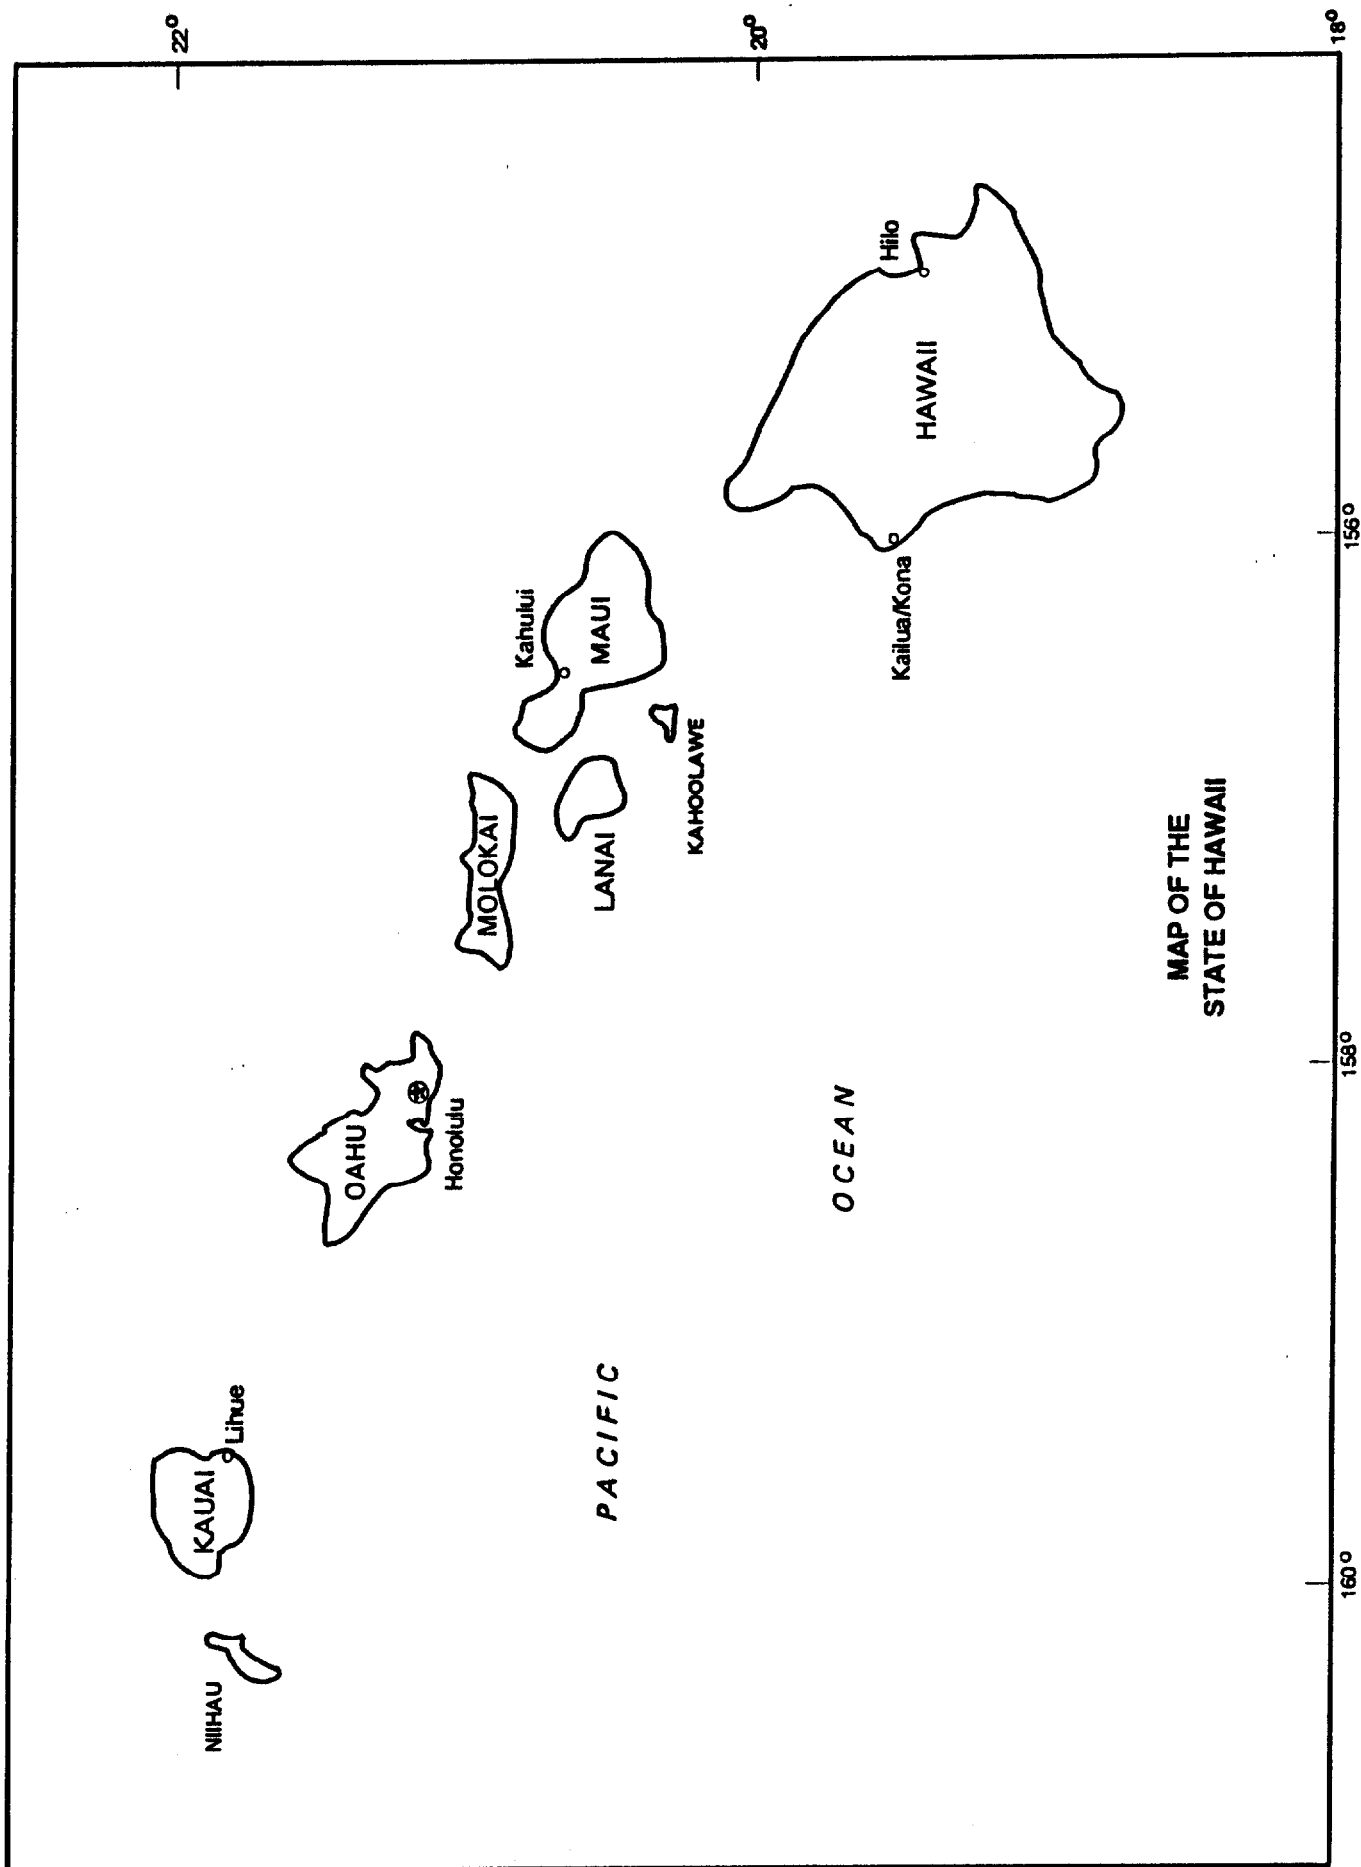 22°
20°
18°
NIIHAU
KAUAI
Lihue
OAHU
Honolulu
MOLOKAI
LANAI
KAHOOLAWE
Kahului
MAUI
Hilo
HAWAII
Kailua/Kona
PACIFIC
OCEAN
MAP OF THE
STATE OF HAWAII
160°
158°
156°